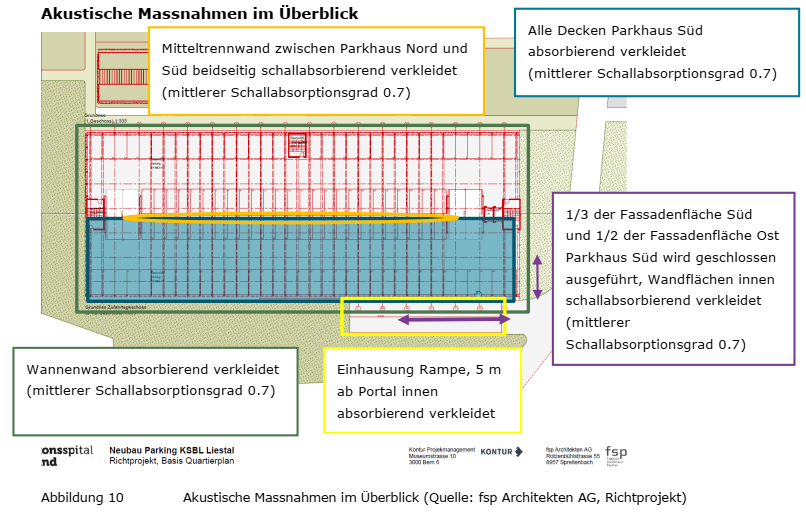 Akustische Massnahmen im Überblick
Mitteltrennwand zwischen Parkhaus Nord und
Süd beidseitig schallabsorbierend verkleidet
(mittlerer Schallabsorptionsgrad 0.7)
Alle Decken Parkhaus Süd
absorbierend verkleidet
(mittlerer Schallabsorptionsgrad 0.7)
1/3 der Fassadenfläche Süd
und 1/2 der Fassadenfläche Ost
Parkhaus Süd wird geschlossen
ausgeführt, Wandflächen innen
schallabsorbierend verkleidet
(mittlerer
Schallabsorptionsgrad 0.7)
Grundriss Zufahrtsgeschoss
Wannenwand absorbierend verkleidet
(mittlerer Schallabsorptionsgrad 0.7)
Einhausung Rampe, 5 m
ab Portal innen
absorbierend verkleidet
onsspital
nd
Neubau Parking KSBL Liestal
Richtprojekt, Basis Quartierplan
Kontur Projekmanagement
Museumstrasse 10
3000 Bern 6
KONTUR
fsp Architekten AG
Rotzenbühlstrasse 55
8957 Spreitenbach
fsp
Abbildung 10 Akustische Massnahmen im Überblick (Quelle: fsp Architekten AG, Richtprojekt)